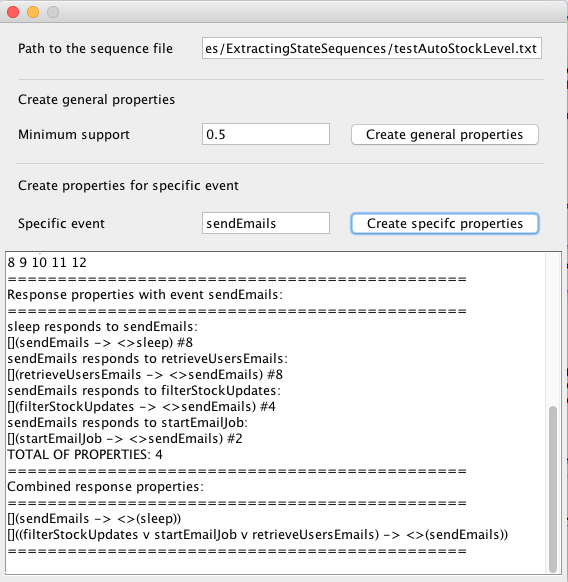 Path to the sequence file
es/ExtractingStateSequences/testAutoStockLevel.txt
Create general properties
Minimum support
0.5
Create general properties
Create properties for specific event
Specific event
sendEmails
Create specifc properties
8 9 10 11 12
================================================
Response properties with event sendEmails:
================================================
sleep responds to sendEmails:
[](sendEmails -> <>sleep) #8
sendEmails responds to retrieveUsersEmails:
[](retrieveUsersEmails -> <>sendEmails) #8
sendEmails responds to filterStockUpdates:
[](filterStockUpdates -> <>sendEmails) #4
sendEmails responds to startEmailJob:
[](startEmailJob -> <>sendEmails) #2
TOTAL OF PROPERTIES: 4
================================================
Combined response properties:
================================================
[](sendEmails -> <>(sleep))
[]((filterStockUpdates v startEmailJob v retrieveUsersEmails) -> <>(sendEmails))
================================================